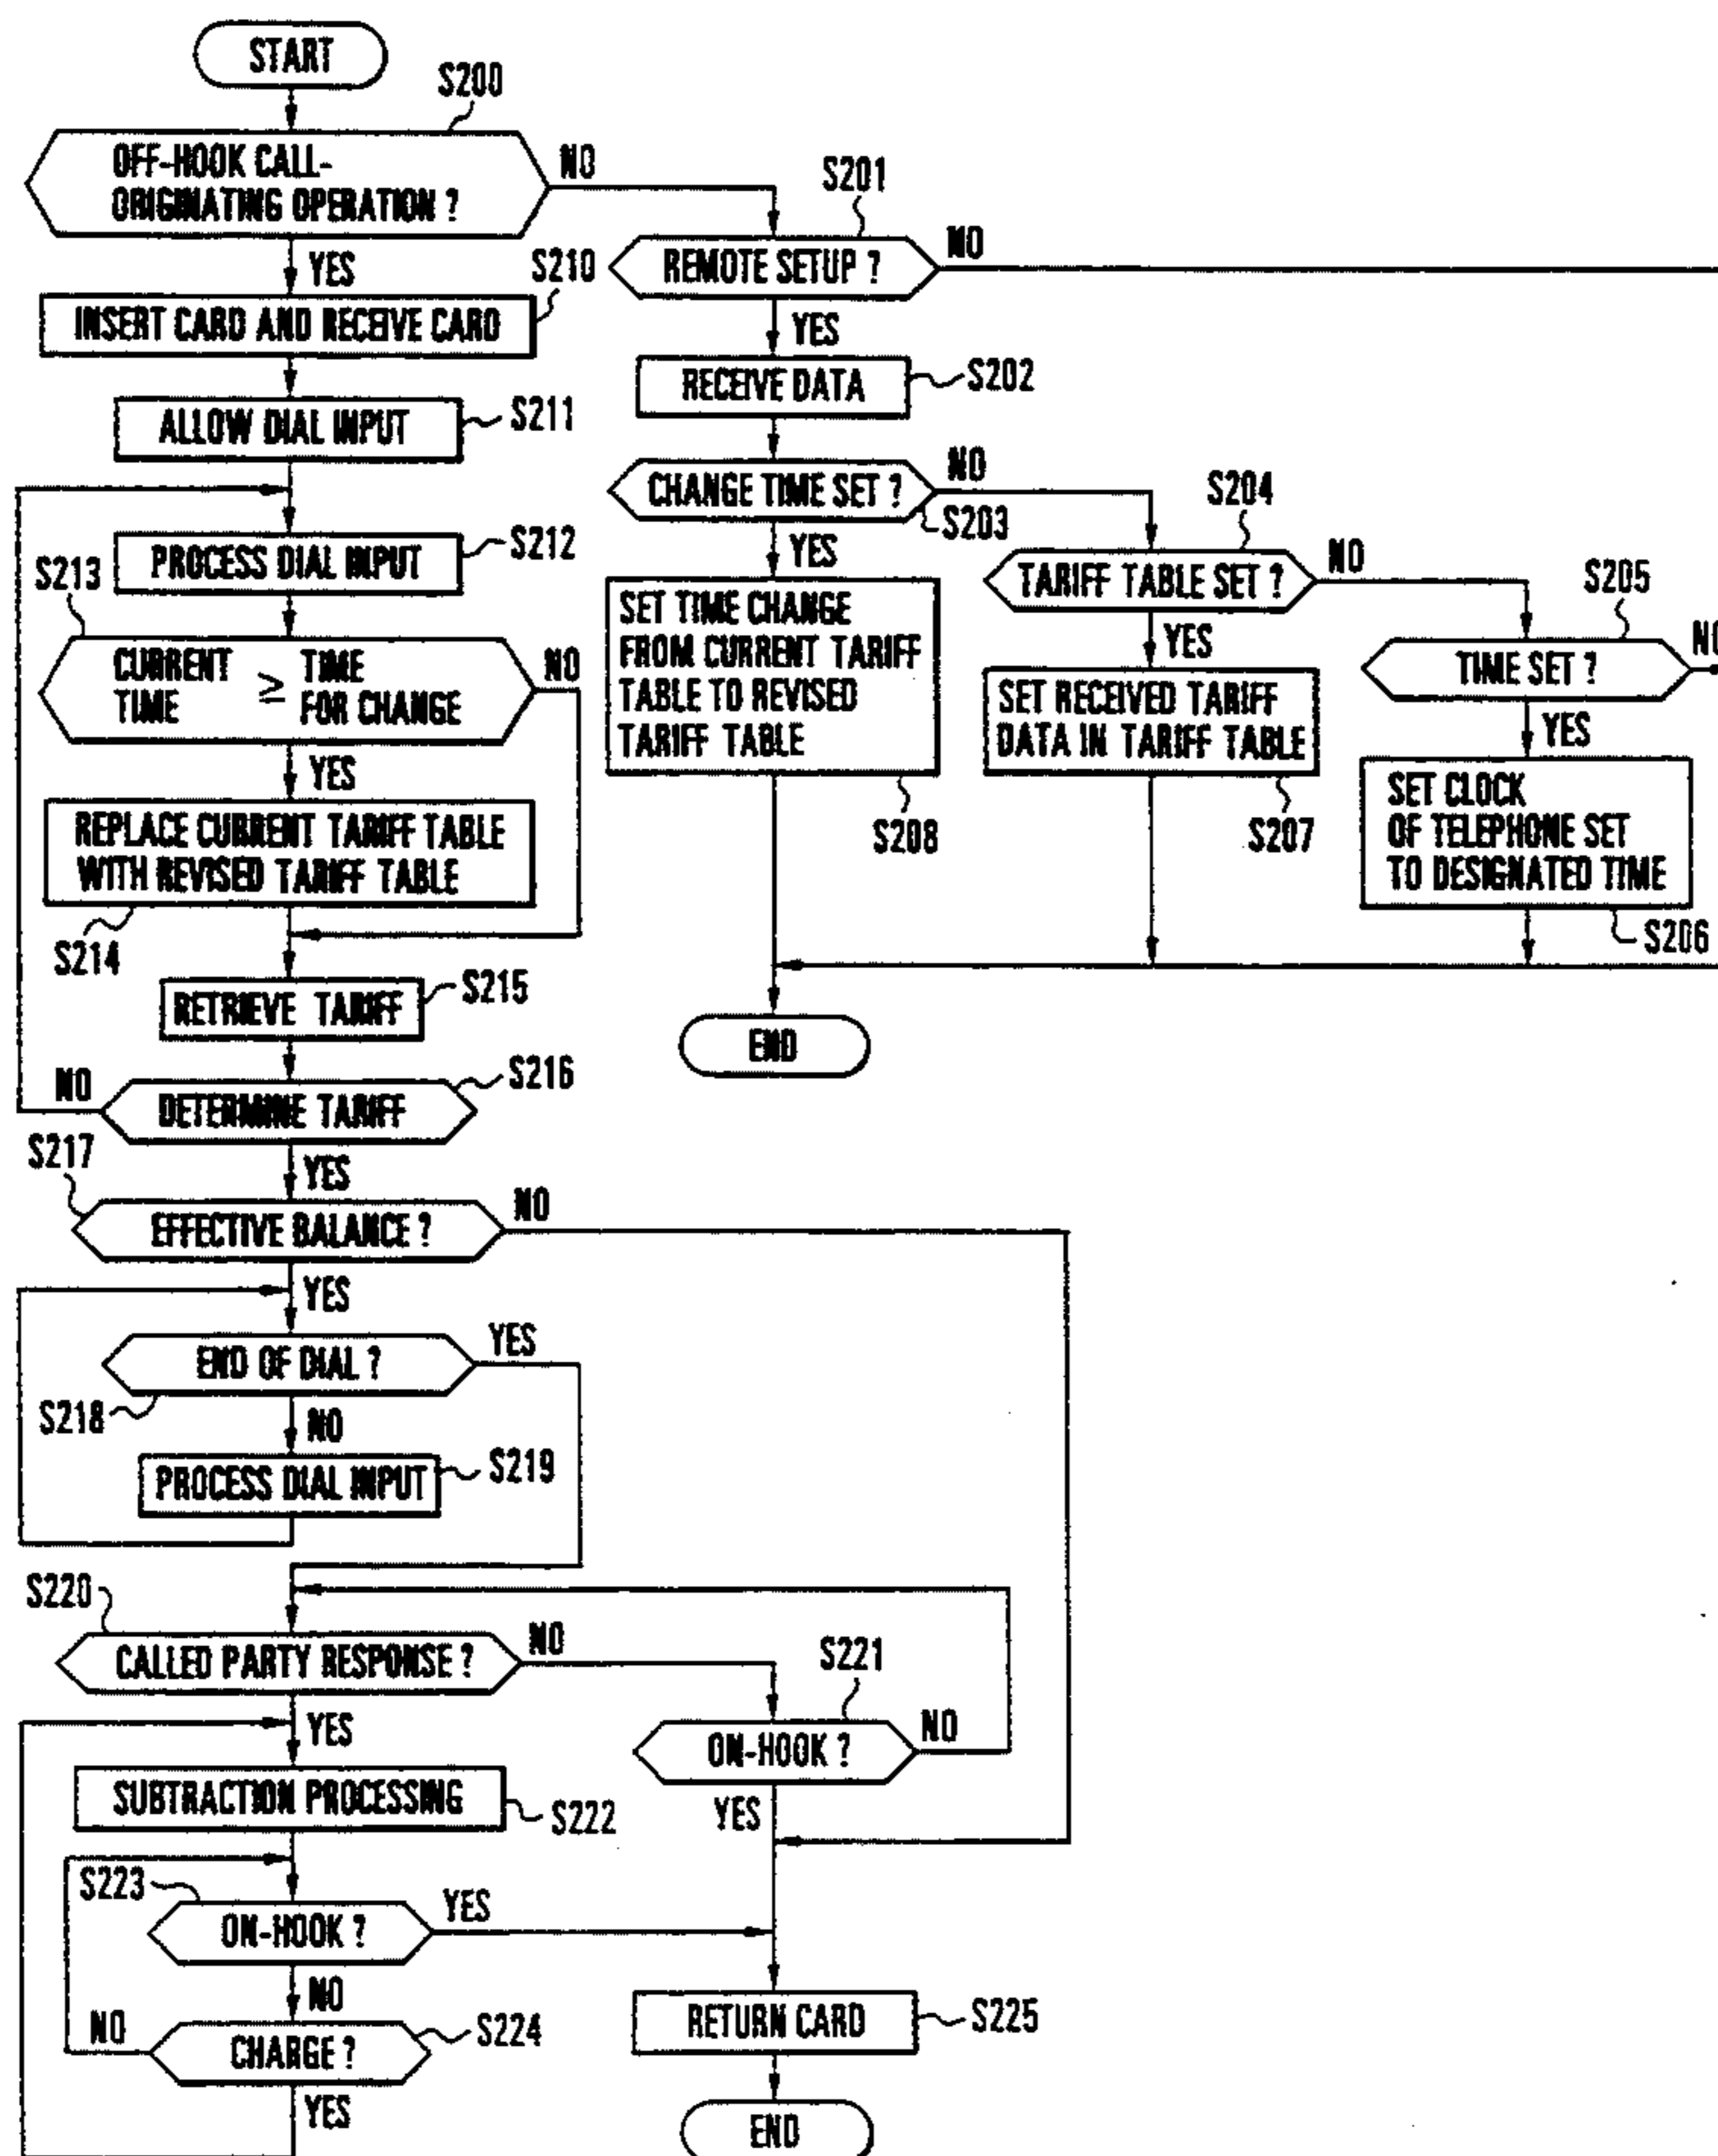 START
S200
OFF-HOOK CALL-
ORIGINATING OPERATION ?
NO
YES
S201
REMOTE SETUP ?
NO
YES
S210
INSERT CARD AND RECEIVE CARD
RECEIVE DATA
S202
ALLOW DIAL INPUT
S211
CHANGE TIME SET ?
NO
S203
YES
S204
TARIFF TABLE SET ?
NO
YES
S205
TIME SET ?
NO
YES
PROCESS DIAL INPUT
S212
S213
CURRENT
TIME
≥
TIME
FOR CHANGE
NO
YES
SET TIME CHANGE
FROM CURRENT TARIFF
TABLE TO REVISED
TARIFF TABLE
S208
SET RECEIVED TARIFF
DATA IN TARIFF TABLE
S207
SET CLOCK
OF TELEPHONE SET
TO DESIGNATED TIME
S206
REPLACE CURRENT TARIFF TABLE
WITH REVISED TARIFF TABLE
S214
RETRIEVE TARIFF
S215
END
NO
DETERMINE TARIFF
S216
YES
S217
EFFECTIVE BALANCE ?
NO
YES
END OF DIAL ?
YES
S218
NO
PROCESS DIAL INPUT
S219
S220
CALLED PARTY RESPONSE ?
NO
YES
S221
ON-HOOK ?
NO
YES
SUBTRACTION PROCESSING
S222
S223
ON-HOOK ?
YES
NO
NO
CHARGE ?
S224
YES
RETURN CARD
S225
END